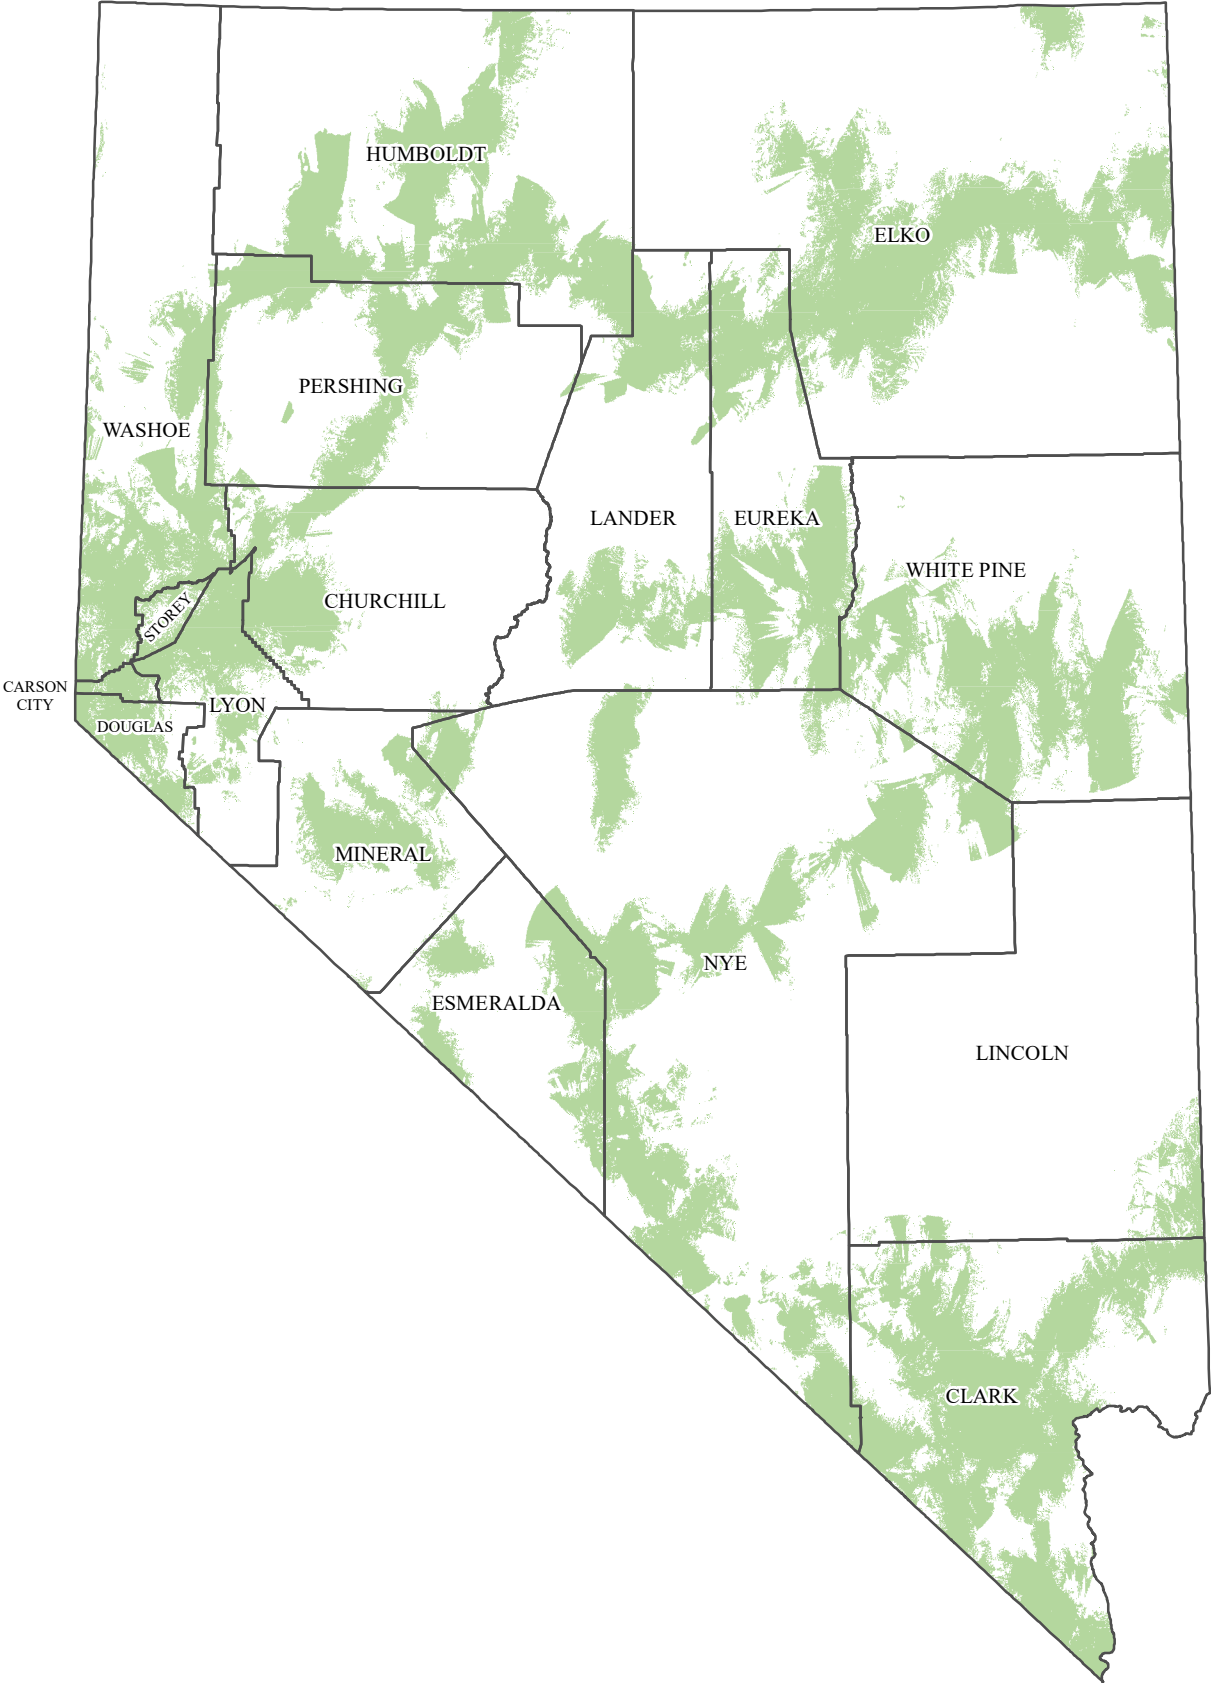 HUMBOLDT
ELKO
PERSHING
WASHOE
LANDER
EUREKA
WHITE PINE
STOREY
CHURCHILL
CARSON
CITY
LYON
DOUGLAS
MINERAL
NYE
ESMERALDA
LINCOLN
CLARK